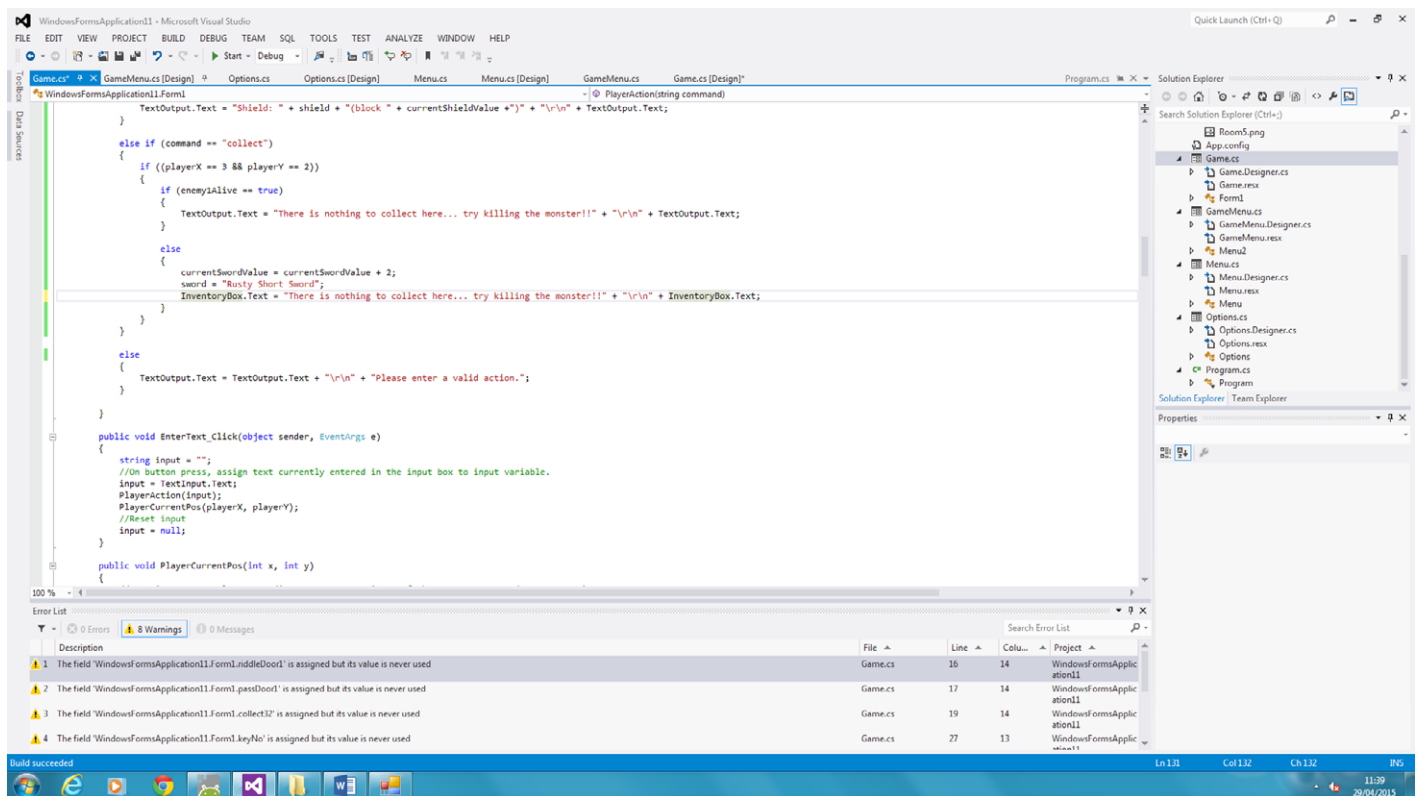 WindowsFormsApplication11 - Microsoft Visual Studio
Quick Launch (Ctrl+Q)
FILE EDIT VIEW PROJECT BUILD DEBUG TEAM SQL TOOLS TEST ANALYZE WINDOW HELP
Start - Debug
Toolbox
Data Sources
Game.cs* GameMenu.cs [Design] Options.cs Options.cs [Design] Menu.cs Menu.cs [Design] GameMenu.cs Game.cs [Design]* Program.cs
WindowsFormsApplication11.Form1 PlayerAction(string command)
TextOutput.Text = "Shield: " + shield + "(block " + currentShieldValue +")" + "\r\n" + TextOutput.Text;
}
else if (command == "collect")
{
if ((playerX == 3 && playerY == 2))
{
if (enemy1Alive == true)
{
TextOutput.Text = "There is nothing to collect here... try killing the monster!!" + "\r\n" + TextOutput.Text;
}
else
{
currentSwordValue = currentSwordValue + 2;
sword = "Rusty Short Sword";
InventoryBox.Text = "There is nothing to collect here... try killing the monster!!" + "\r\n" + InventoryBox.Text;
}
}
}
else
{
TextOutput.Text = TextOutput.Text + "\r\n" + "Please enter a valid action.";
}
}
public void EnterText_Click(object sender, EventArgs e)
{
string input = "";
//On button press, assign text currently entered in the input box to input variable.
input = TextInput.Text;
PlayerAction(input);
PlayerCurrentPos(playerX, playerY);
//Reset input
input = null;
}
public void PlayerCurrentPos(int x, int y)
{
100 %
Solution Explorer
Search Solution Explorer (Ctrl+;)
Room5.png
App.config
Game.cs
Game.Designer.cs
Game.resx
Form1
GameMenu.cs
GameMenu.Designer.cs
GameMenu.resx
Menu2
Menu.cs
Menu.Designer.cs
Menu.resx
Menu
Options.cs
Options.Designer.cs
Options.resx
Options
C# Program.cs
Program
Solution Explorer Team Explorer
Properties
Error List
0 Errors 8 Warnings 0 Messages
Search Error List
Description File Line Colu... Project
1 The field 'WindowsFormsApplication11.Form1.riddleDoor1' is assigned but its value is never used Game.cs 16 14 WindowsFormsApplic
ation11
2 The field 'WindowsFormsApplication11.Form1.passDoor1' is assigned but its value is never used Game.cs 17 14 WindowsFormsApplic
ation11
3 The field 'WindowsFormsApplication11.Form1.collect32' is assigned but its value is never used Game.cs 19 14 WindowsFormsApplic
ation11
4 The field 'WindowsFormsApplication11.Form1.keyNo' is assigned but its value is never used Game.cs 27 13 WindowsFormsApplic
ation11
Build succeeded Ln 131 Col 132 Ch 132 INS
11:39
29/04/2015